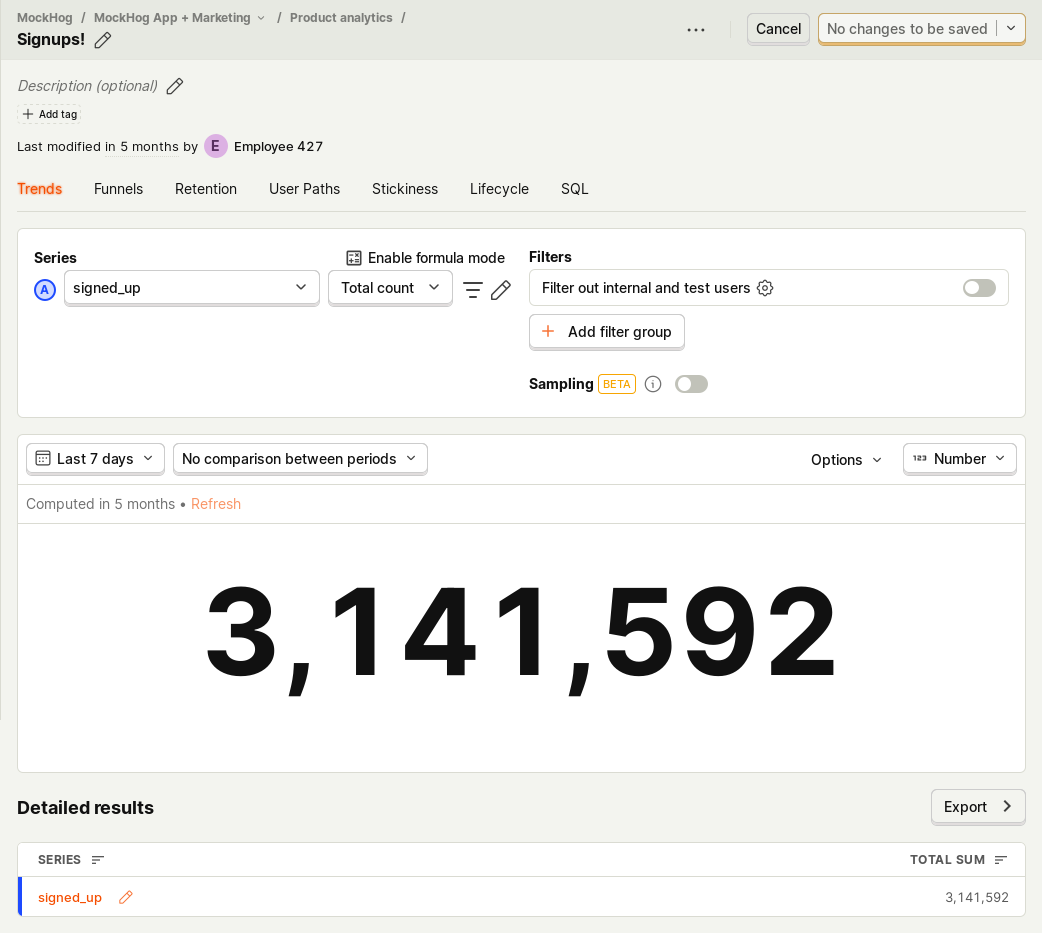 MockHog / MockHog App + Marketing / Product analytics /
Signups!
Cancel
No changes to be saved
Description (optional)
+ Add tag
Last modified in 5 months by E Employee 427
Trends Funnels Retention User Paths Stickiness Lifecycle SQL
Series
Enable formula mode
A signed_up Total count
Filters
Filter out internal and test users
+ Add filter group
Sampling BETA
Last 7 days No comparison between periods Options 123 Number
Computed in 5 months • Refresh
3,141,592
Detailed results Export
SERIES TOTAL SUM
signed_up 3,141,592